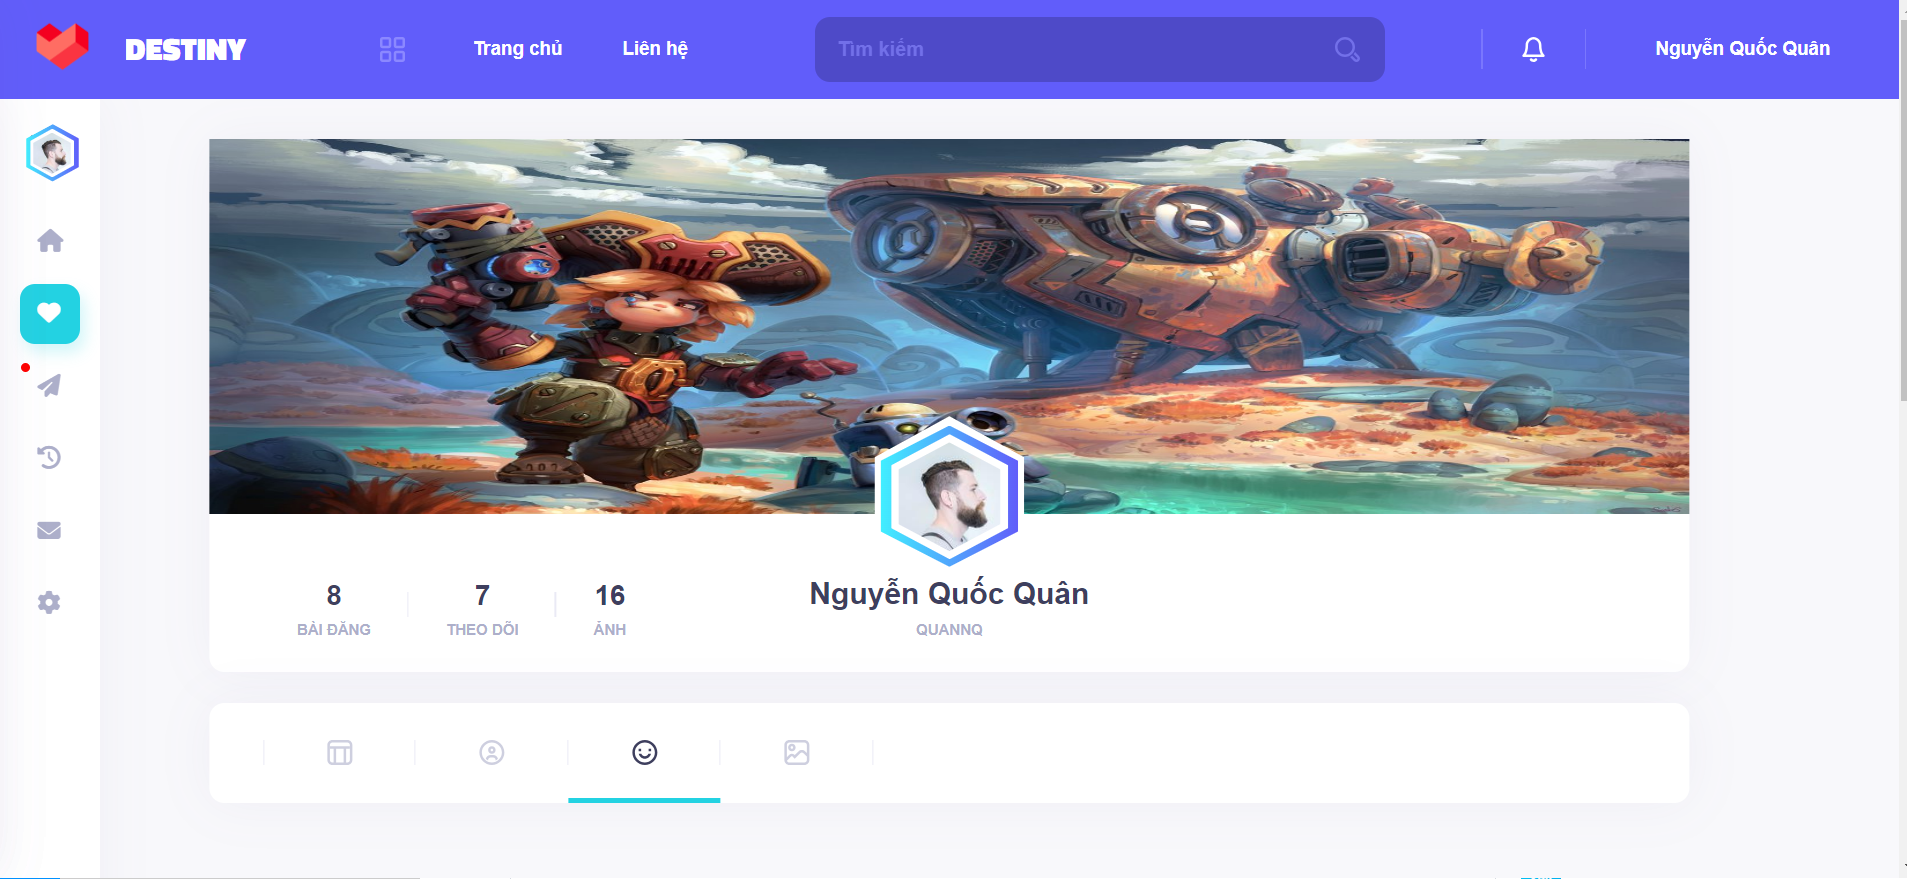 DESTINY
Trang chủ
Liên hệ
Tìm kiếm
Nguyễn Quốc Quân
8
BÀI ĐĂNG
7
THEO DÕI
16
ẢNH
Nguyễn Quốc Quân
QUANNQ